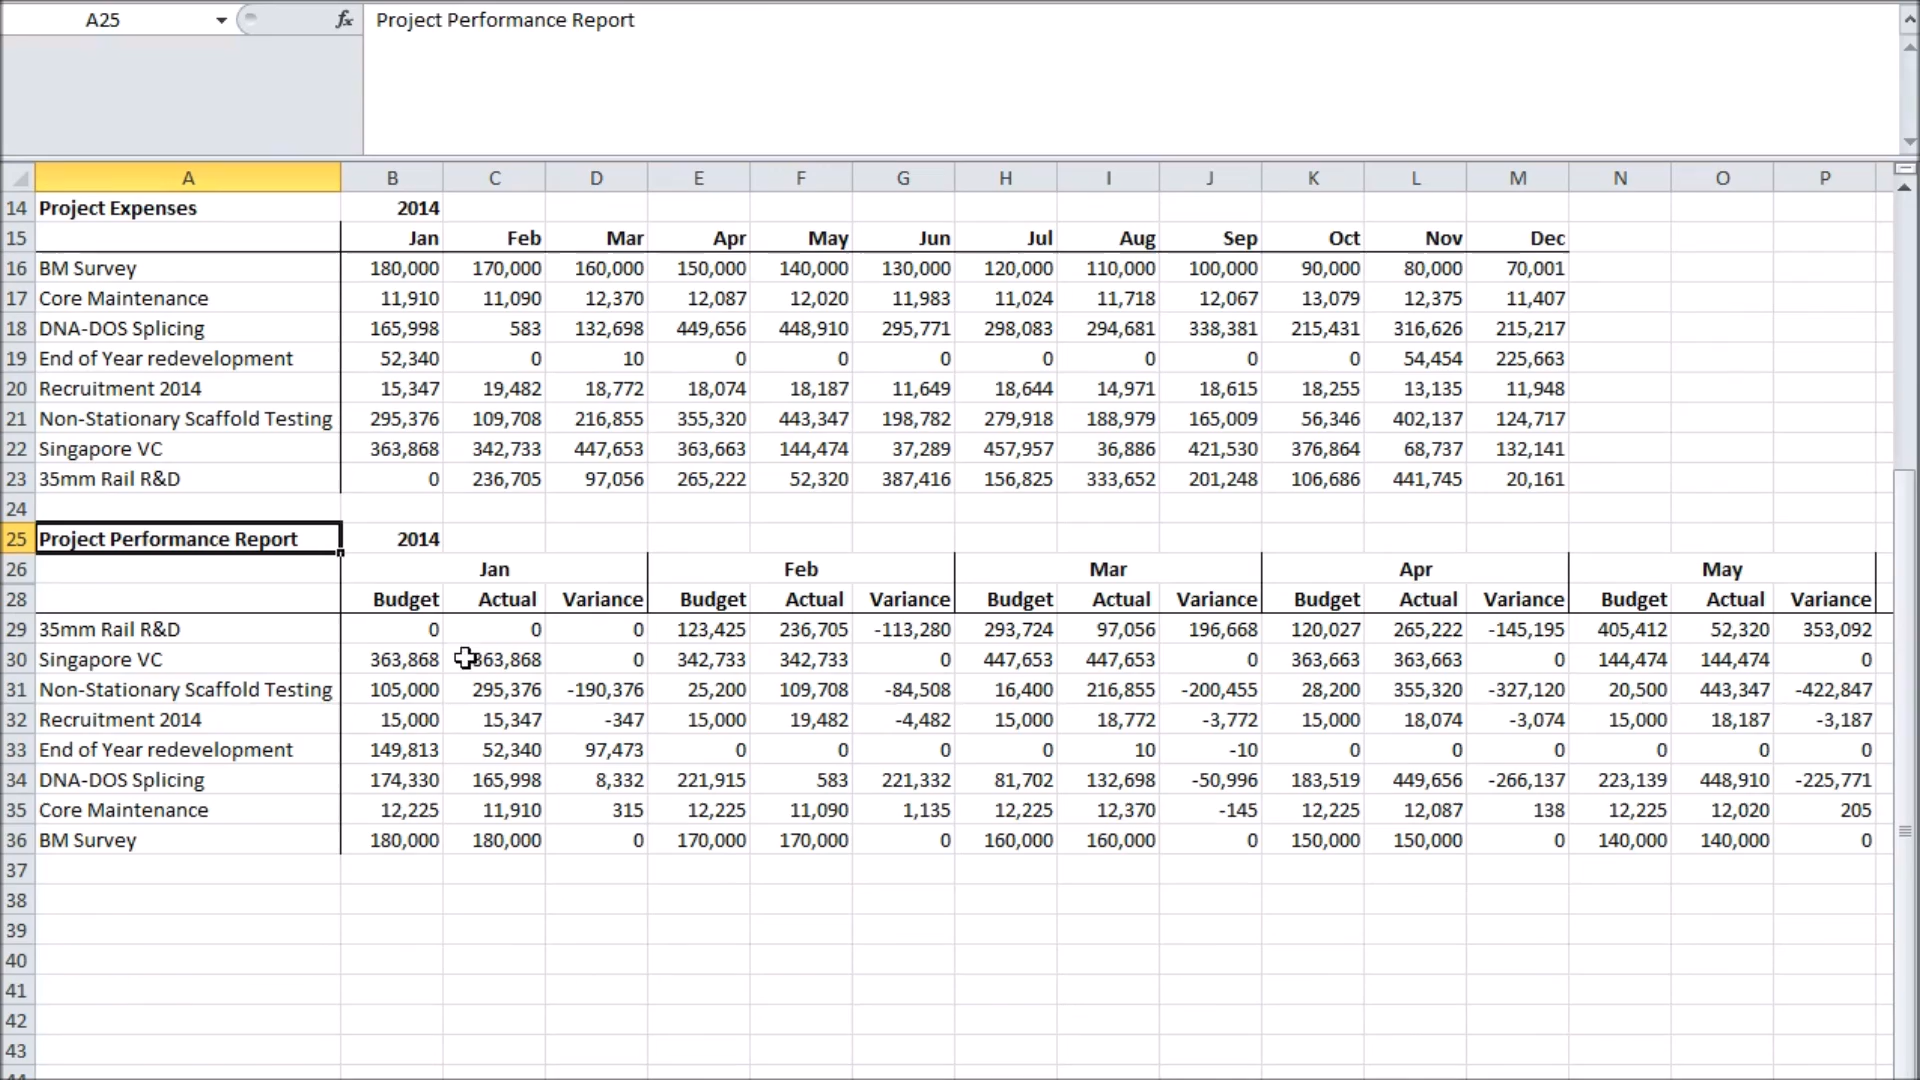 A25 fx Project Performance Report
A B C D E F G H I J K L M N O P
14 Project Expenses 2014
15 Jan Feb Mar Apr May Jun Jul Aug Sep Oct Nov Dec
16 BM Survey 180,000 170,000 160,000 150,000 140,000 130,000 120,000 110,000 100,000 90,000 80,000 70,001
17 Core Maintenance 11,910 11,090 12,370 12,087 12,020 11,983 11,024 11,718 12,067 13,079 12,375 11,407
18 DNA-DOS Splicing 165,998 583 132,698 449,656 448,910 295,771 298,083 294,681 338,381 215,431 316,626 215,217
19 End of Year redevelopment 52,340 0 10 0 0 0 0 0 0 0 54,454 225,663
20 Recruitment 2014 15,347 19,482 18,772 18,074 18,187 11,649 18,644 14,971 18,615 18,255 13,135 11,948
21 Non-Stationary Scaffold Testing 295,376 109,708 216,855 355,320 443,347 198,782 279,918 188,979 165,009 56,346 402,137 124,717
22 Singapore VC 363,868 342,733 447,653 363,663 144,474 37,289 457,957 36,886 421,530 376,864 68,737 132,141
23 35mm Rail R&D 0 236,705 97,056 265,222 52,320 387,416 156,825 333,652 201,248 106,686 441,745 20,161
24
25 Project Performance Report 2014
26 Jan Feb Mar Apr May
28 Budget Actual Variance Budget Actual Variance Budget Actual Variance Budget Actual Variance Budget Actual Variance
29 35mm Rail R&D 0 0 0 123,425 236,705 -113,280 293,724 97,056 196,668 120,027 265,222 -145,195 405,412 52,320 353,092
30 Singapore VC 363,868 363,868 0 342,733 342,733 0 447,653 447,653 0 363,663 363,663 0 144,474 144,474 0
31 Non-Stationary Scaffold Testing 105,000 295,376 -190,376 25,200 109,708 -84,508 16,400 216,855 -200,455 28,200 355,320 -327,120 20,500 443,347 -422,847
32 Recruitment 2014 15,000 15,347 -347 15,000 19,482 -4,482 15,000 18,772 -3,772 15,000 18,074 -3,074 15,000 18,187 -3,187
33 End of Year redevelopment 149,813 52,340 97,473 0 0 0 0 10 -10 0 0 0 0 0 0
34 DNA-DOS Splicing 174,330 165,998 8,332 221,915 583 221,332 81,702 132,698 -50,996 183,519 449,656 -266,137 223,139 448,910 -225,771
35 Core Maintenance 12,225 11,910 315 12,225 11,090 1,135 12,225 12,370 -145 12,225 12,087 138 12,225 12,020 205
36 BM Survey 180,000 180,000 0 170,000 170,000 0 160,000 160,000 0 150,000 150,000 0 140,000 140,000 0
37
38
39
40
41
42
43